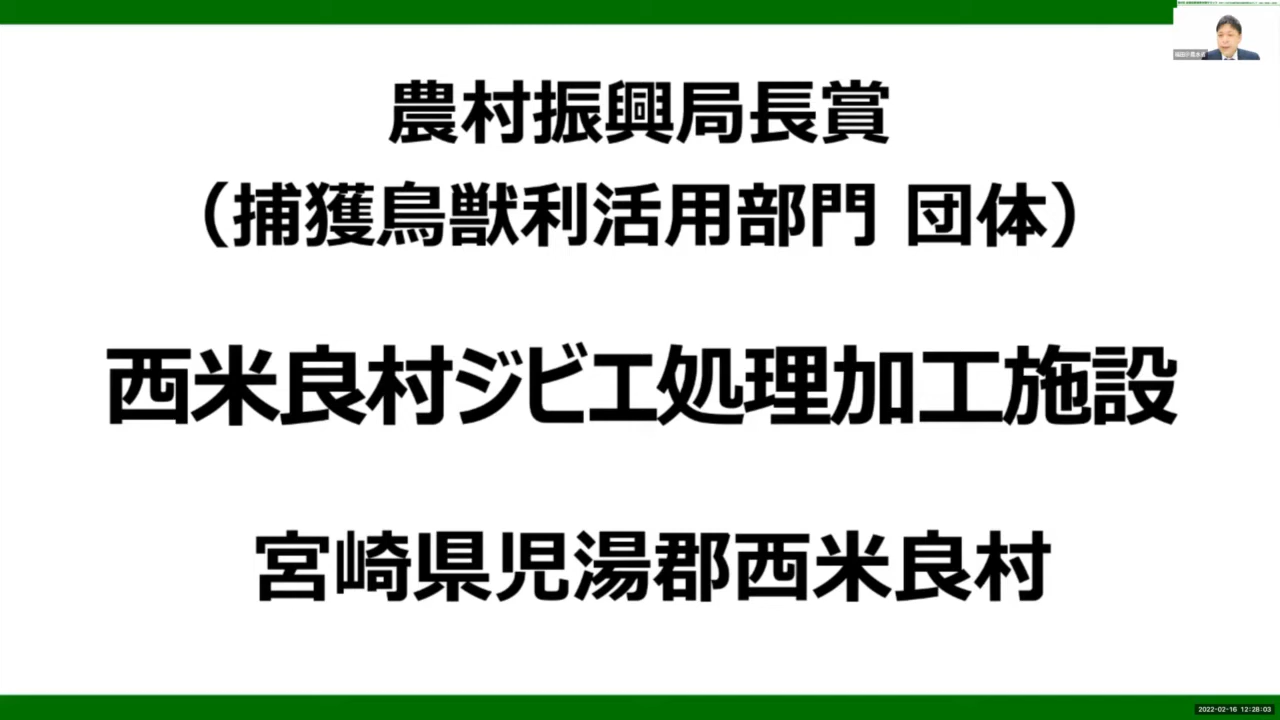 農村振興局長賞
（捕獲鳥獣利活用部門 団体）
西米良村ジビエ処理加工施設
宮崎県児湯郡西米良村
2022-02-16 12:28:03